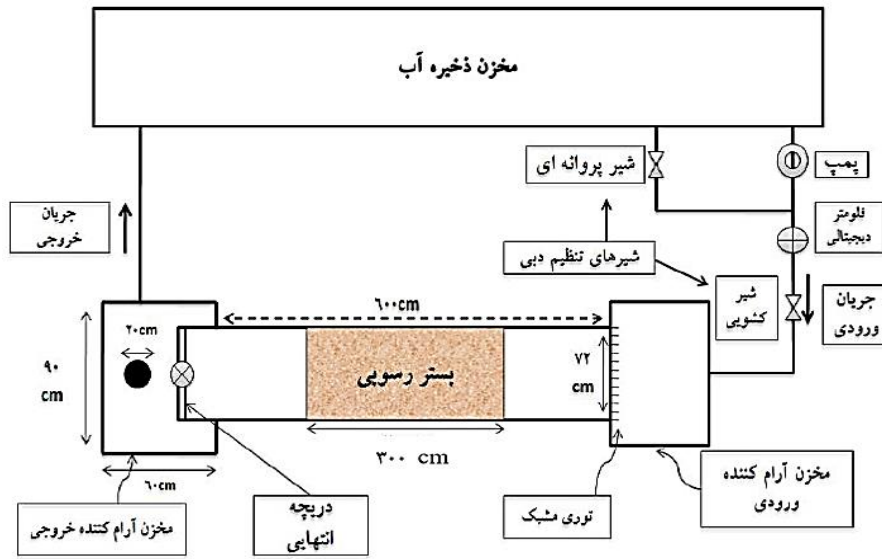 مخزن ذخیره آب
شیر پروانه ای
پمپ
جریان
خروجی
فلومتر
دیجیتالی
شیرهای تنظیم دبی
شیر
کشویی
جریان
ورودی
۶۰۰cm
۲۰cm
۹۰
cm
بستر رسوبی
۷۲
cm
۳۰۰ cm
۶۰cm
مخزن آرام کننده خروجی
دریچه
انتهایی
توری مشبک
مخزن آرام کننده
ورودی